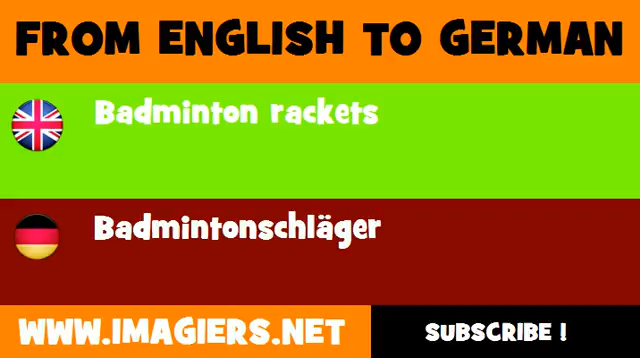 FROM ENGLISH TO GERMAN
Badminton rackets
Badmintonschläger
WWW.IMAGIERS.NET
SUBSCRIBE !